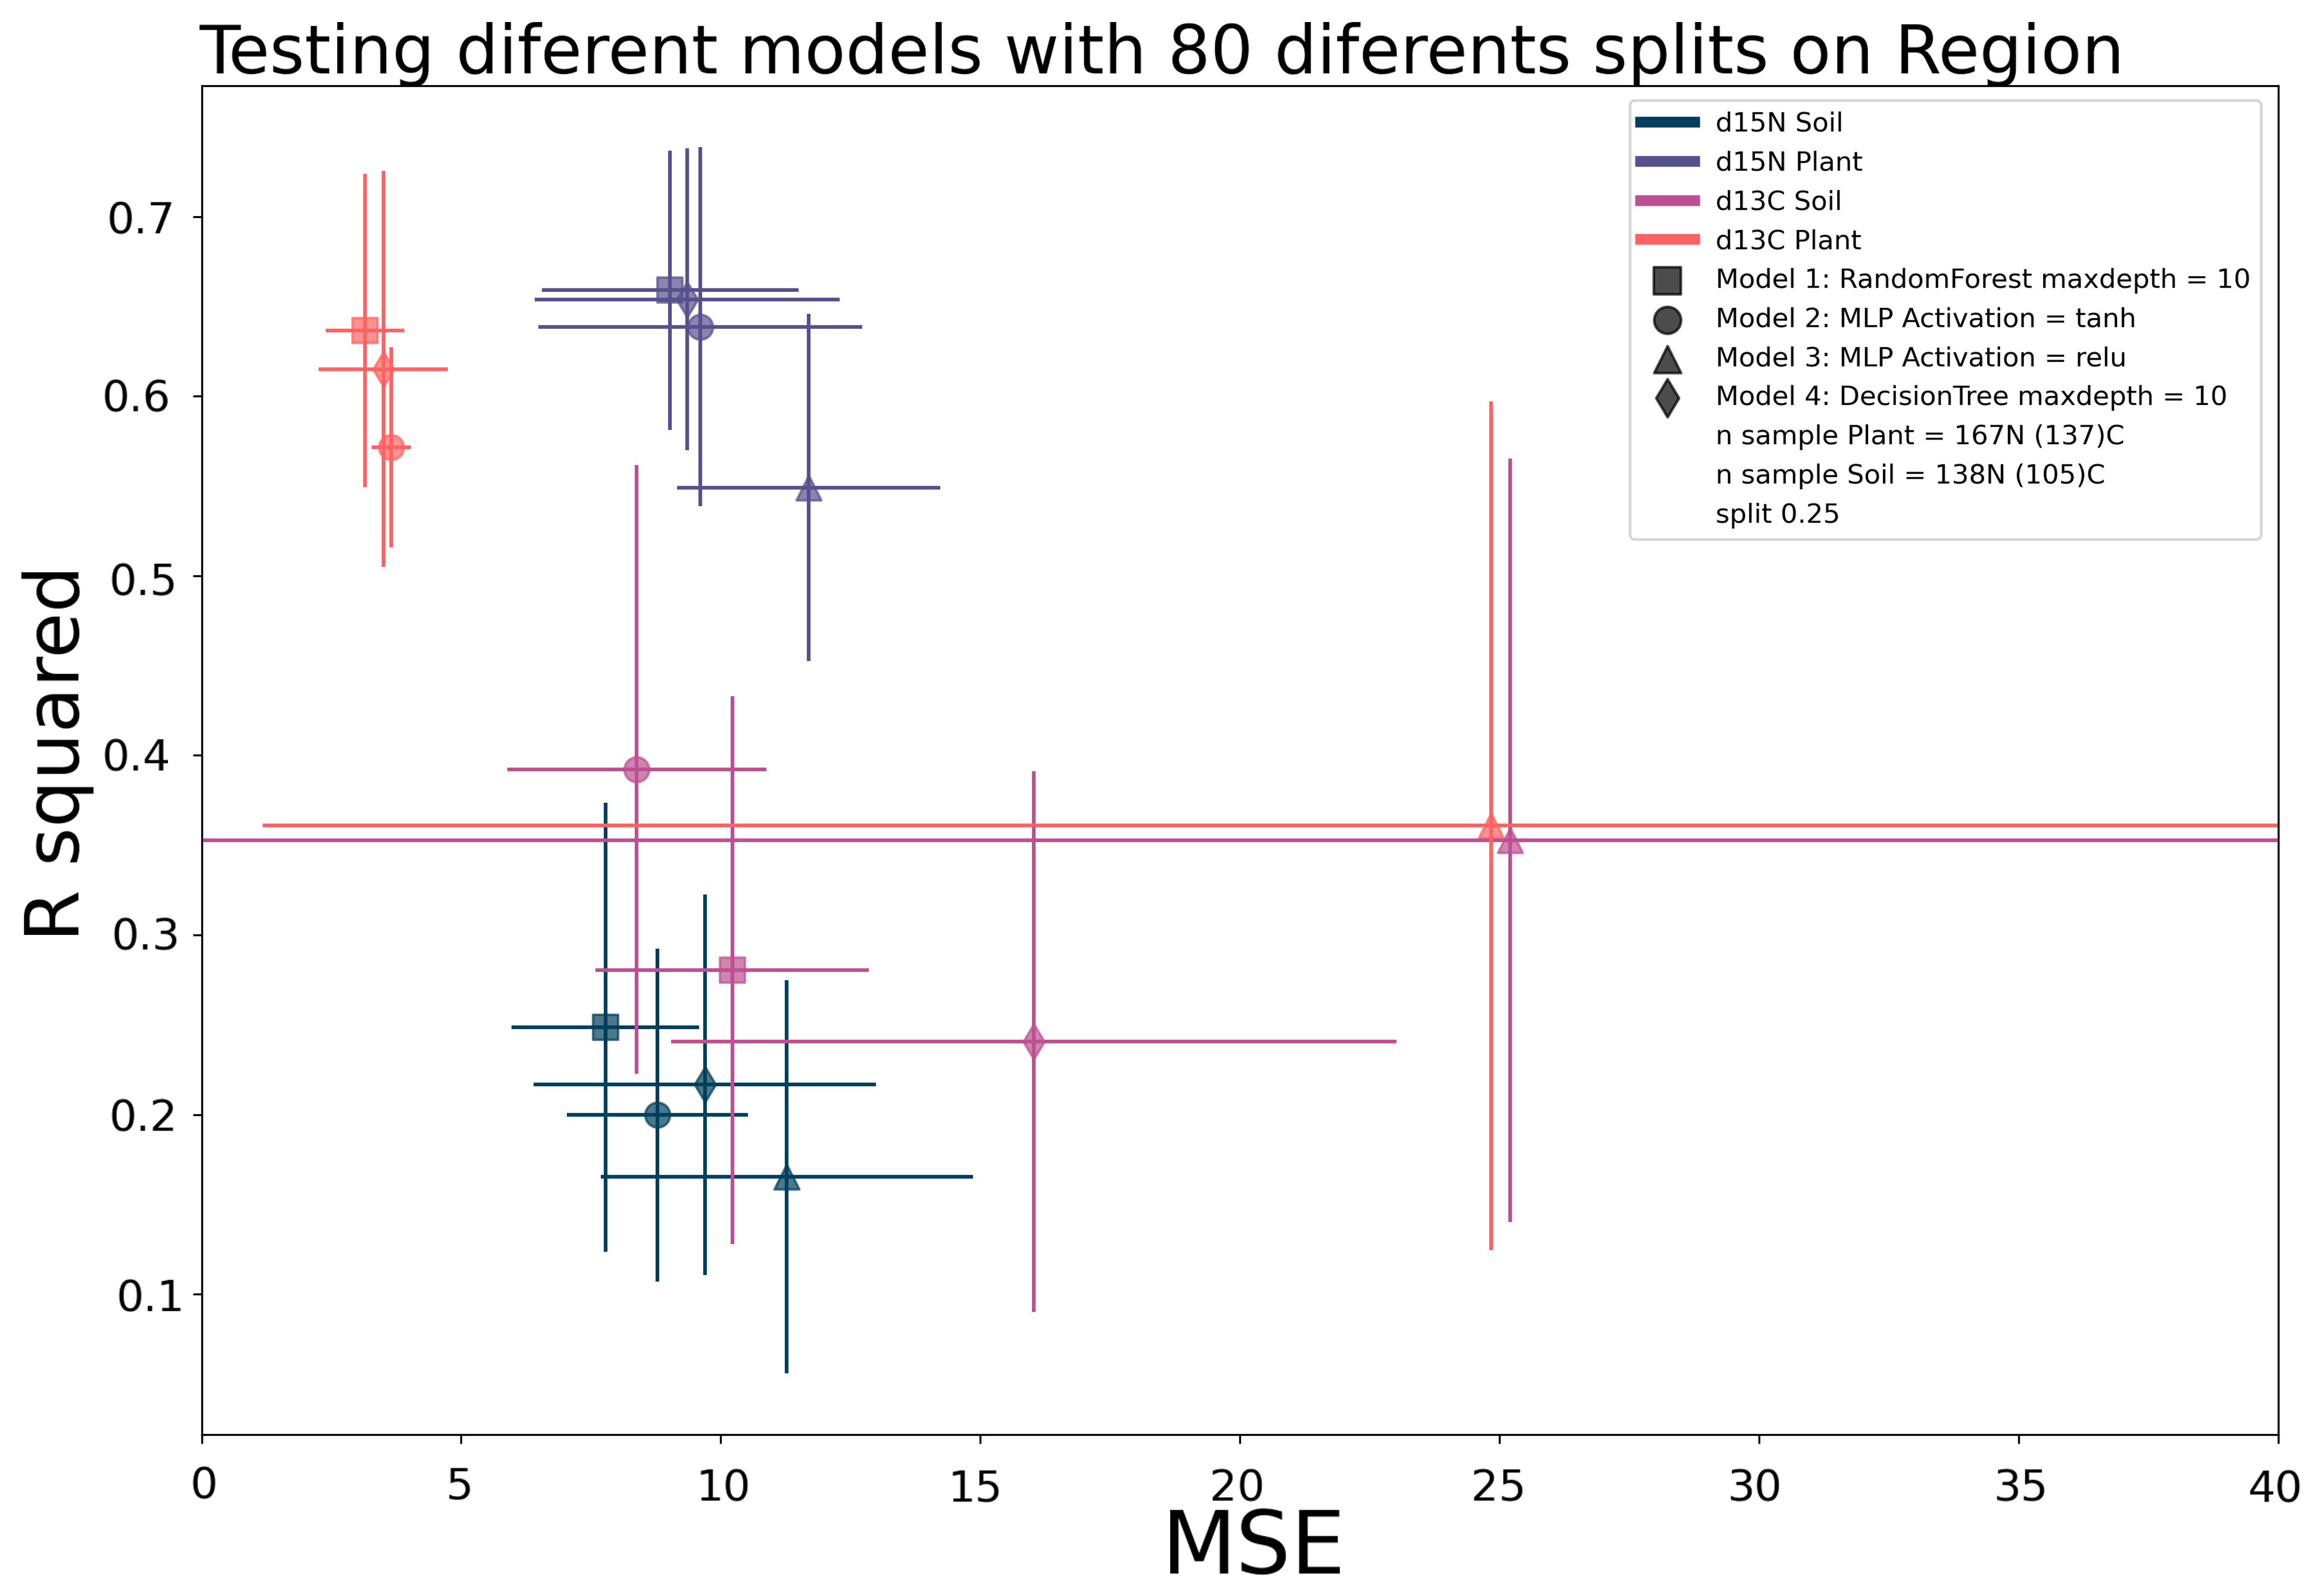 Testing diferent models with 80 diferents splits on Region
d15N Soil
d15N Plant
d13C Soil
d13C Plant
Model 1: RandomForest maxdepth = 10
Model 2: MLP Activation = tanh
Model 3: MLP Activation = relu
Model 4: DecisionTree maxdepth = 10
n sample Plant = 167N (137)C
n sample Soil = 138N (105)C
split 0.25
R squared
0.7
0.6
0.5
0.4
0.3
0.2
0.1
0 5 10 15 20 25 30 35 40
MSE